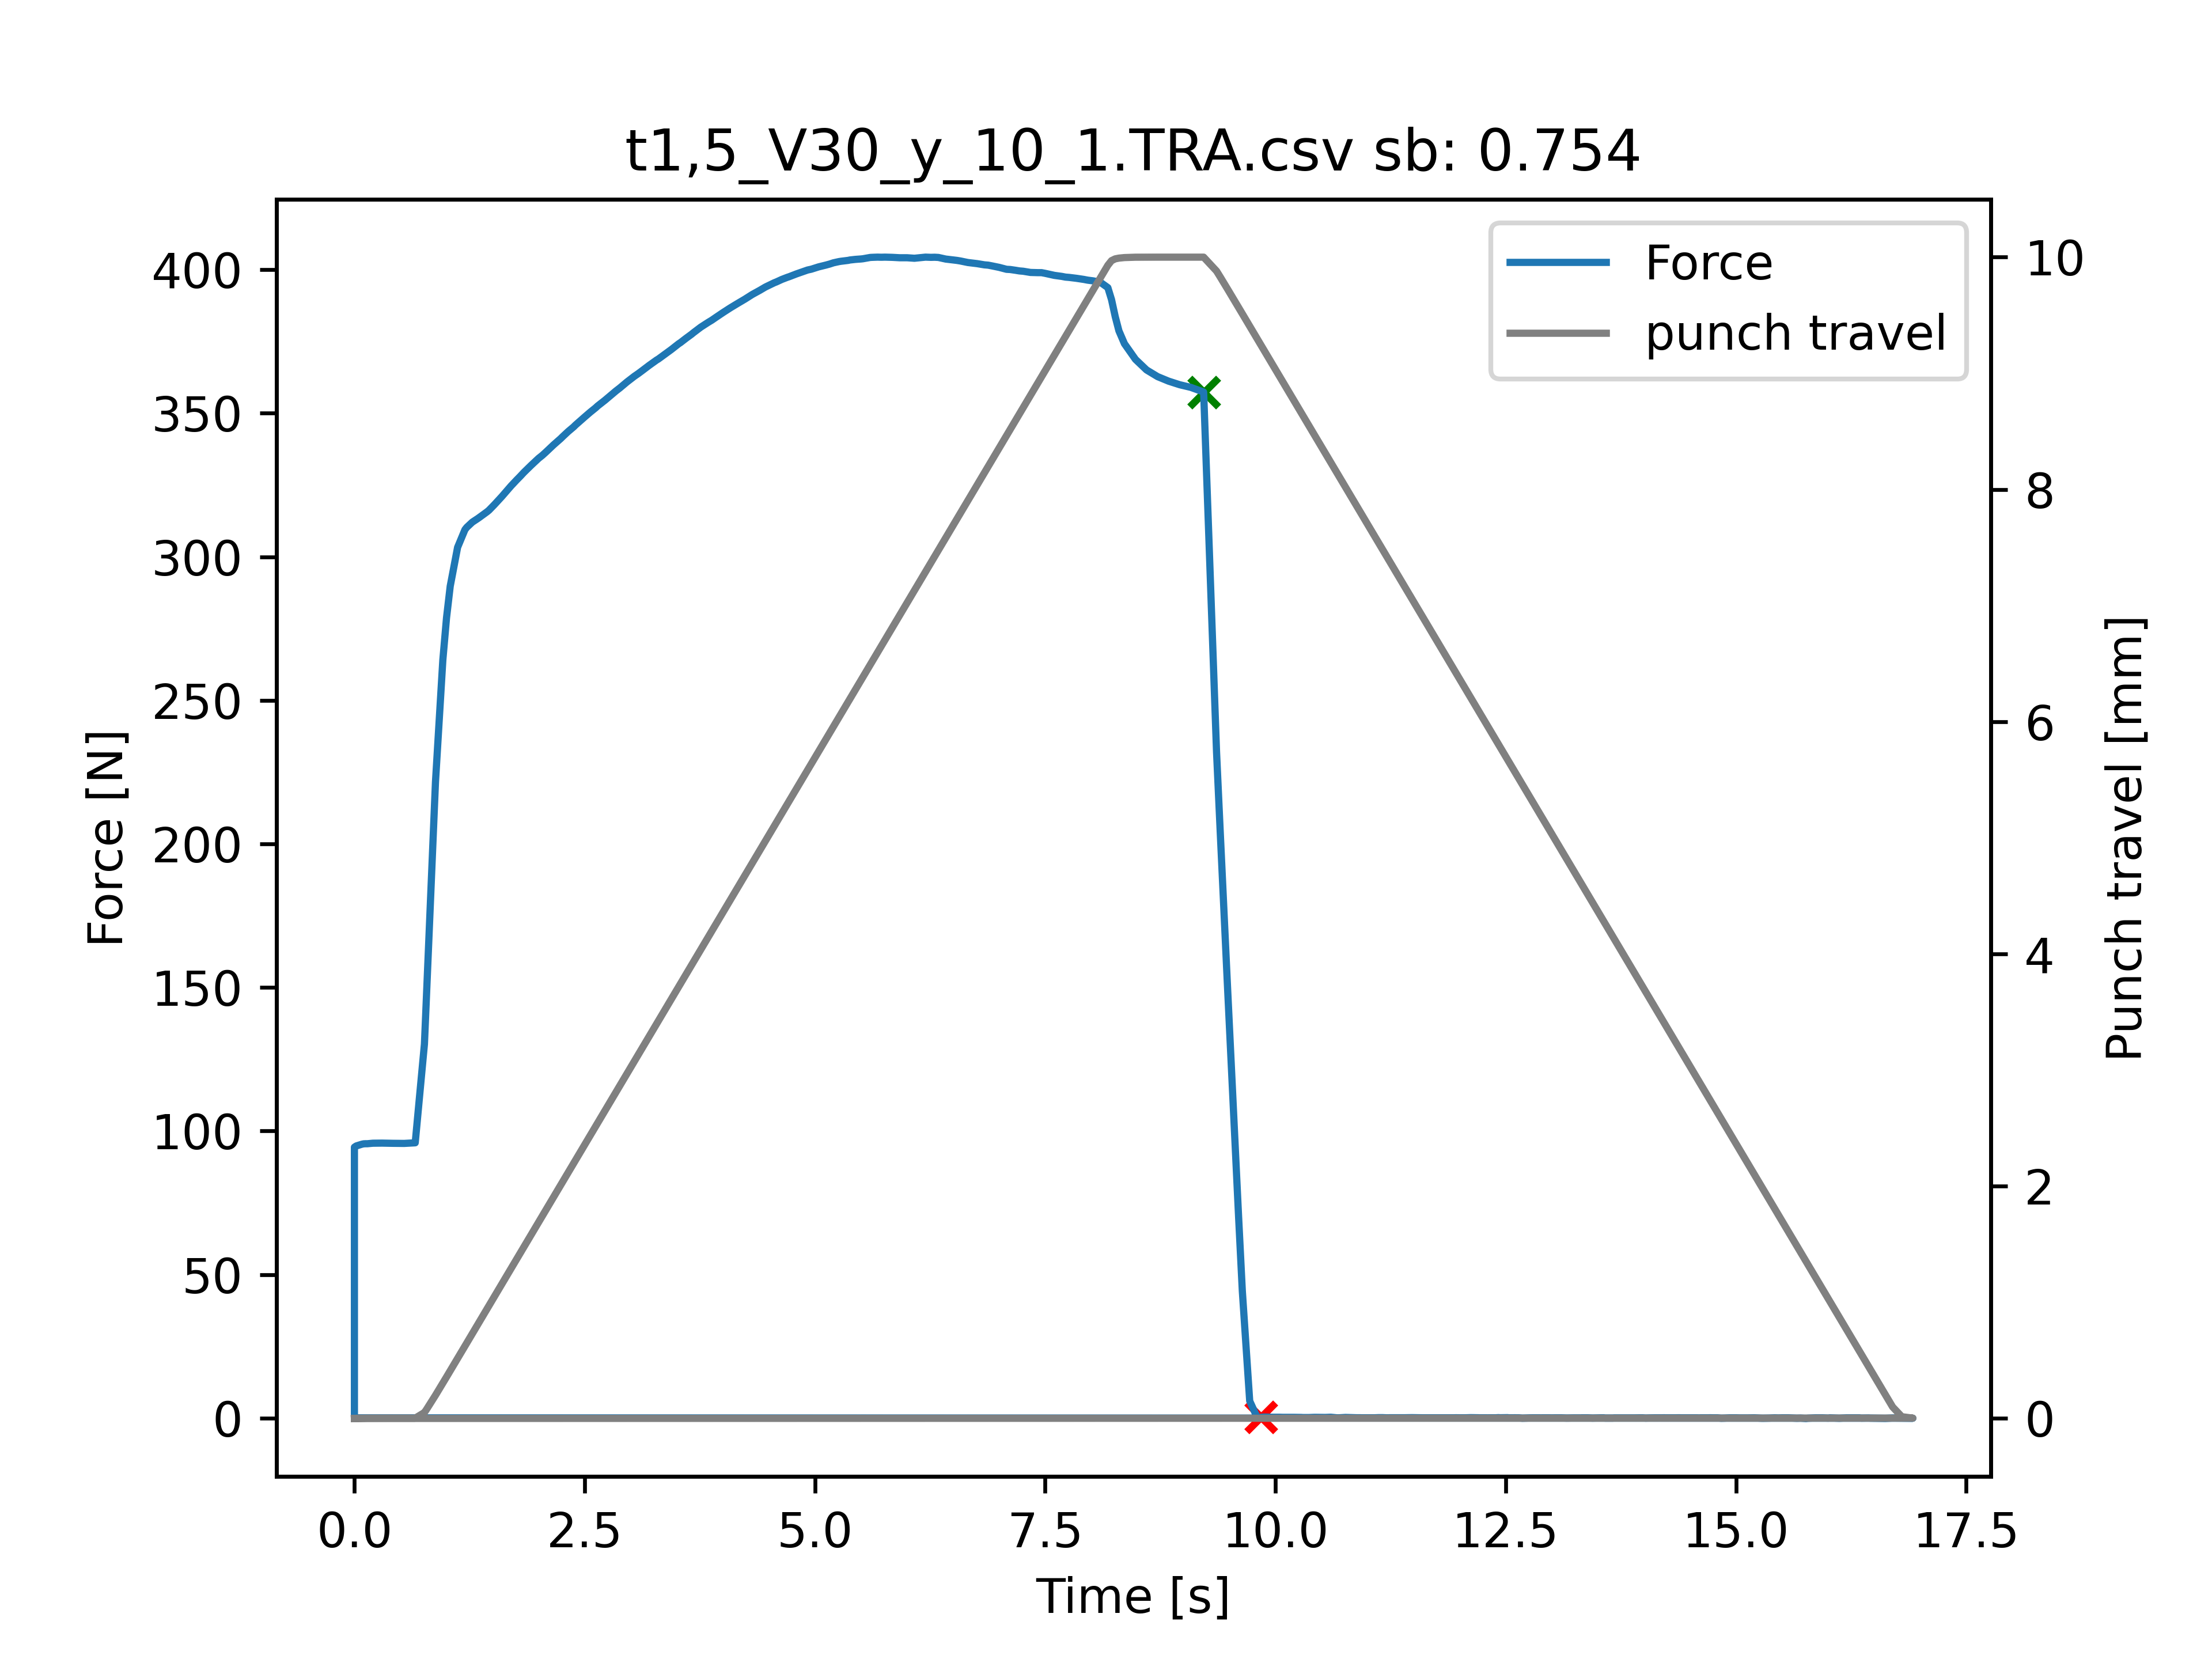 t1,5_V30_y_10_1.TRA.csv sb: 0.754
Force
punch travel
Force [N]
400
350
300
250
200
150
100
50
0
10
8
6
4
2
0
Punch travel [mm]
0.0 2.5 5.0 7.5 10.0 12.5 15.0 17.5
Time [s]